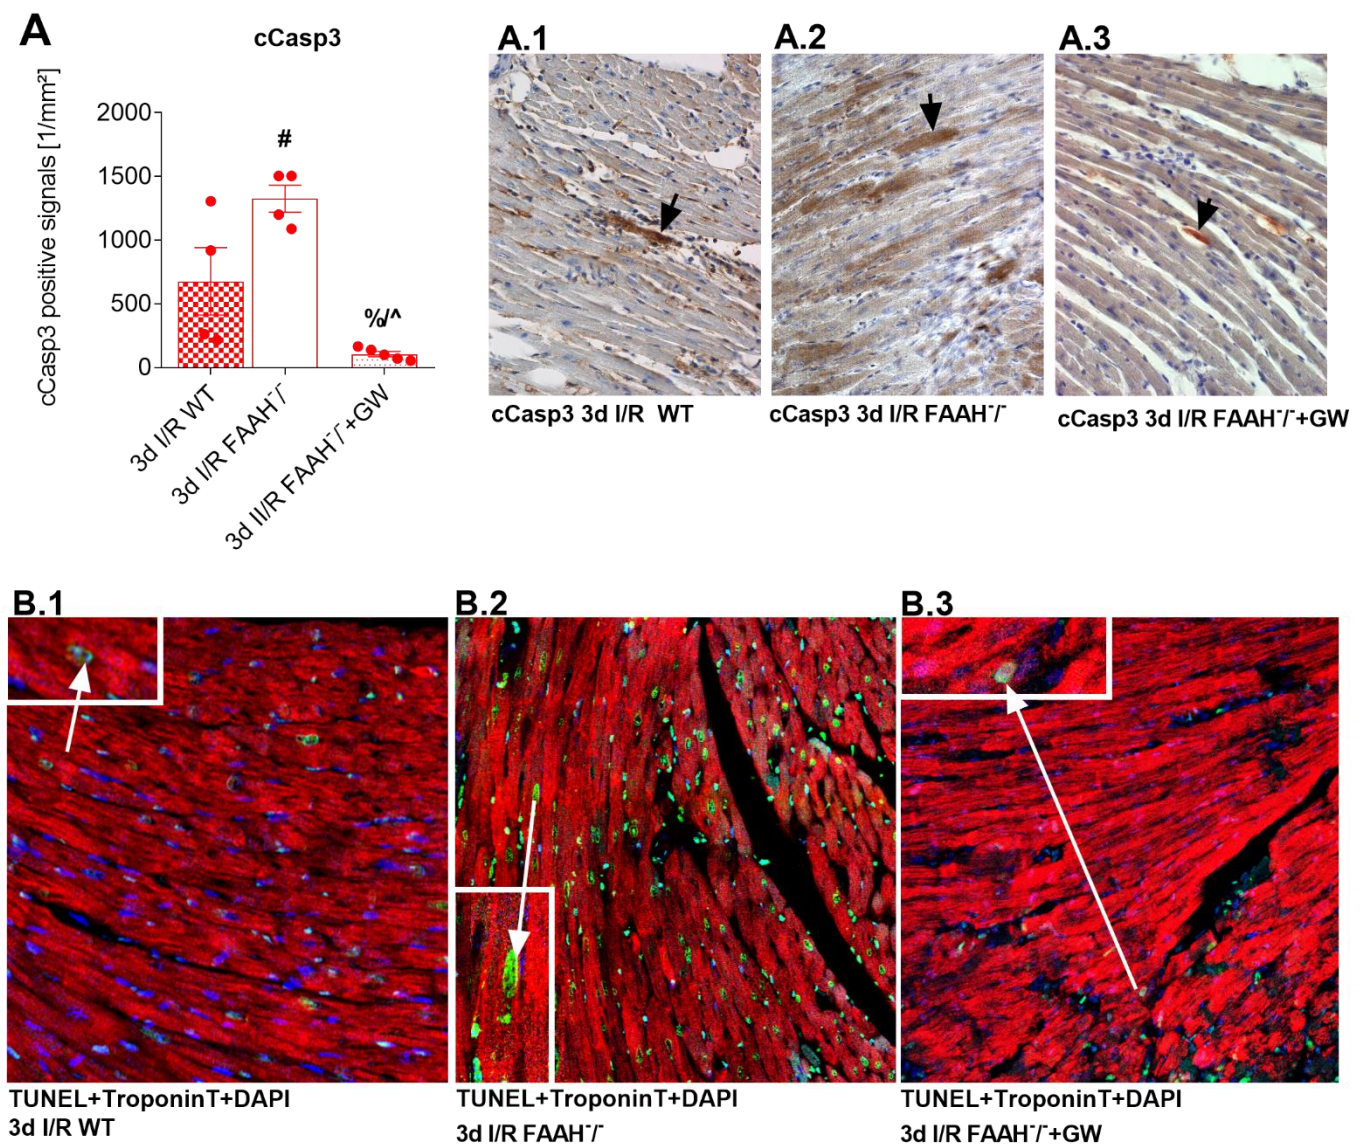 A
cCasp3
cCasp3 positive signals [1/mm²]
2000
1500
1000
500
0
#
%/^
3d I/R WT
3d I/R FAAH⁻/⁻
3d II/R FAAH⁻/⁻+GW
A.1
A.2
A.3
cCasp3 3d I/R WT
cCasp3 3d I/R FAAH⁻/⁻
cCasp3 3d I/R FAAH⁻/⁻+GW
B.1
B.2
B.3
TUNEL+TroponinT+DAPI
3d I/R WT
TUNEL+TroponinT+DAPI
3d I/R FAAH⁻/⁻
TUNEL+TroponinT+DAPI
3d I/R FAAH⁻/⁻+GW